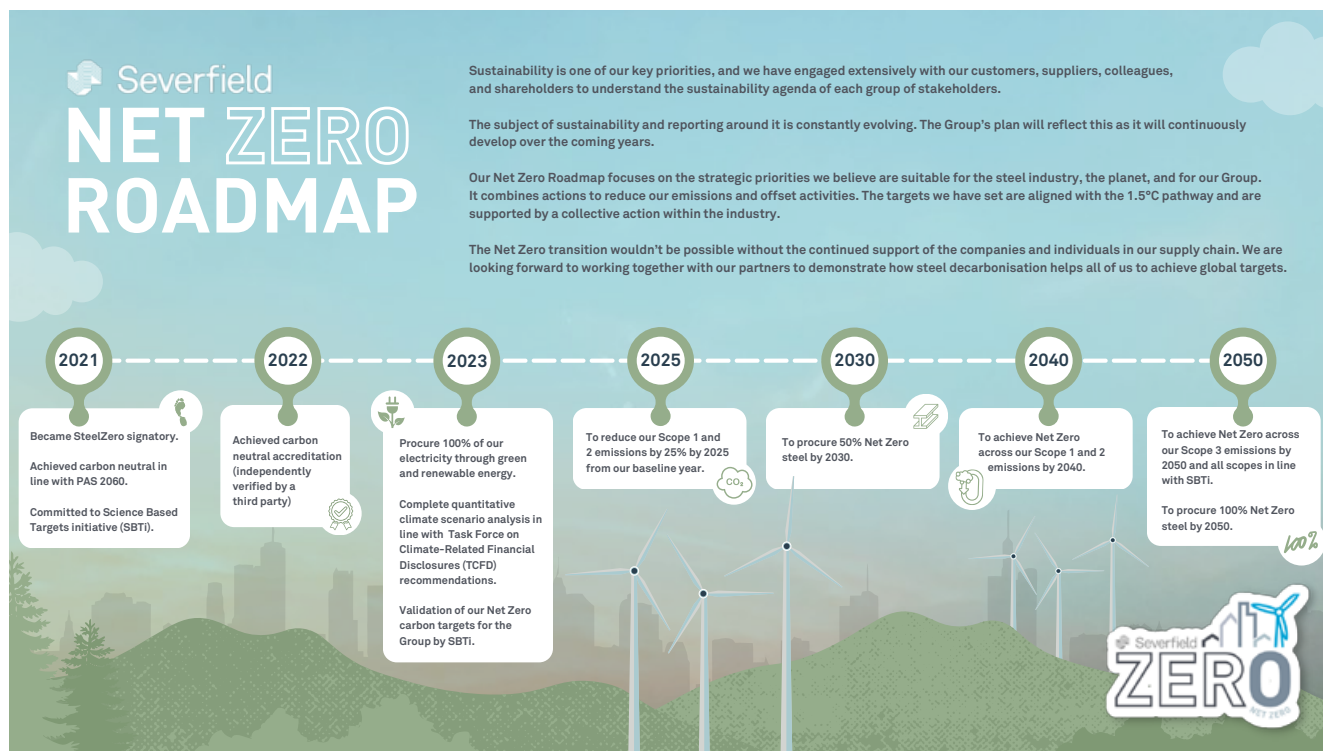 Severfield
NET ZERO
ROADMAP
Sustainability is one of our key priorities, and we have engaged extensively with our customers, suppliers, colleagues,
and shareholders to understand the sustainability agenda of each group of stakeholders.
The subject of sustainability and reporting around it is constantly evolving. The Group's plan will reflect this as it will continuously
develop over the coming years.
Our Net Zero Roadmap focuses on the strategic priorities we believe are suitable for the steel industry, the planet, and for our Group.
It combines actions to reduce our emissions and offset activities. The targets we have set are aligned with the 1.5°C pathway and are
supported by a collective action within the industry.
The Net Zero transition wouldn't be possible without the continued support of the companies and individuals in our supply chain. We are
looking forward to working together with our partners to demonstrate how steel decarbonisation helps all of us to achieve global targets.
2021
Became SteelZero signatory.
Achieved carbon neutral in
line with PAS 2060.
Committed to Science Based
Targets initiative (SBTi).
2022
Achieved carbon
neutral accreditation
(independently
verified by a
third party)
2023
Procure 100% of our
electricity through green
and renewable energy.
Complete quantitative
climate scenario analysis in
line with Task Force on
Climate-Related Financial
Disclosures (TCFD)
recommendations.
Validation of our Net Zero
carbon targets for the
Group by SBTi.
2025
To reduce our Scope 1 and
2 emissions by 25% by 2025
from our baseline year.
CO₂
2030
To procure 50% Net Zero
steel by 2030.
2040
To achieve Net Zero
across our Scope 1 and 2
emissions by 2040.
2050
To achieve Net Zero across
our Scope 3 emissions by
2050 and all scopes in line
with SBTi.
To procure 100% Net Zero
steel by 2050.
100%
Severfield
ZERO
NET ZERO